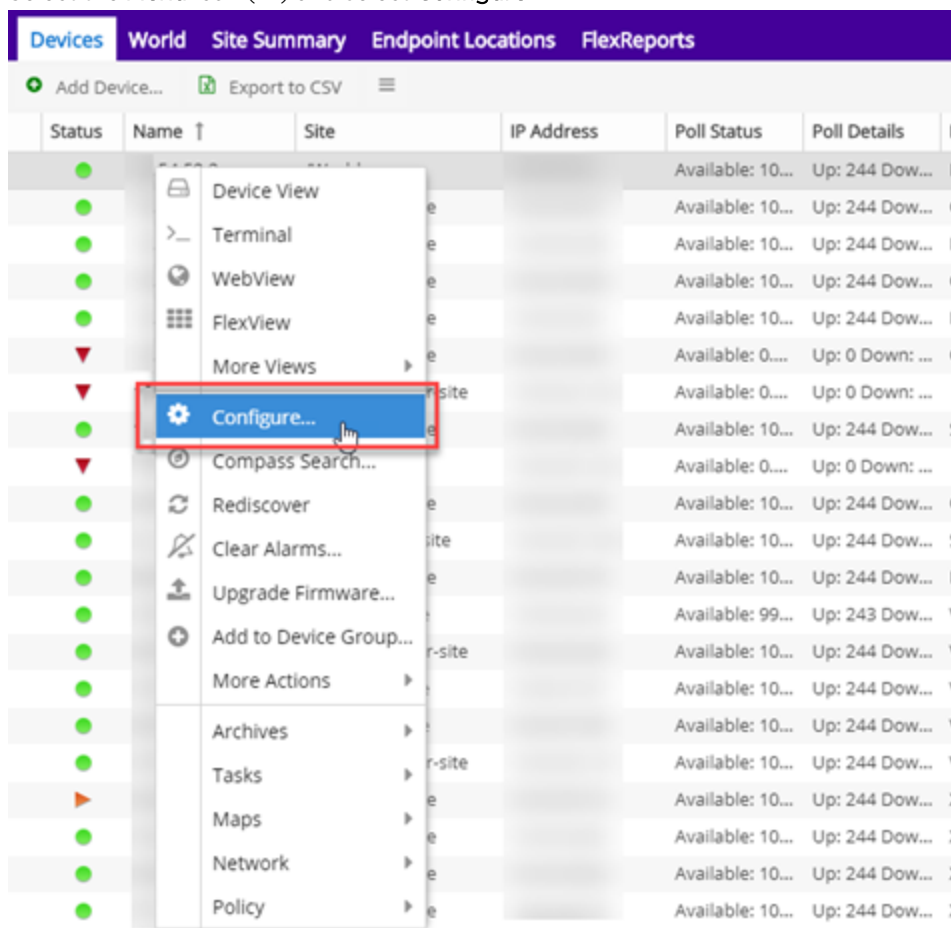 Devices World Site Summary Endpoint Locations FlexReports
Add Device... Export to CSV
Status Name Site IP Address Poll Status Poll Details
Available: 10... Up: 244 Dow...
Device View
e Available: 10... Up: 244 Dow...
Terminal
e Available: 10... Up: 244 Dow...
WebView
e Available: 10... Up: 244 Dow...
FlexView
e Available: 10... Up: 244 Dow...
More Views
e Available: 0.... Up: 0 Down: ...
r-site Available: 0.... Up: 0 Down: ...
Configure...
e Available: 10... Up: 244 Dow...
Compass Search...
Available: 0.... Up: 0 Down: ...
Rediscover
e Available: 10... Up: 244 Dow...
Clear Alarms...
site Available: 10... Up: 244 Dow...
Upgrade Firmware...
e Available: 10... Up: 244 Dow...
Add to Device Group...
Available: 99... Up: 243 Dow...
r-site Available: 10... Up: 244 Dow...
More Actions
Available: 10... Up: 244 Dow...
Archives
Available: 10... Up: 244 Dow...
Tasks
r-site Available: 10... Up: 244 Dow...
Maps
e Available: 10... Up: 244 Dow...
Available: 10... Up: 244 Dow...
Network
e Available: 10... Up: 244 Dow...
Policy
e Available: 10... Up: 244 Dow...